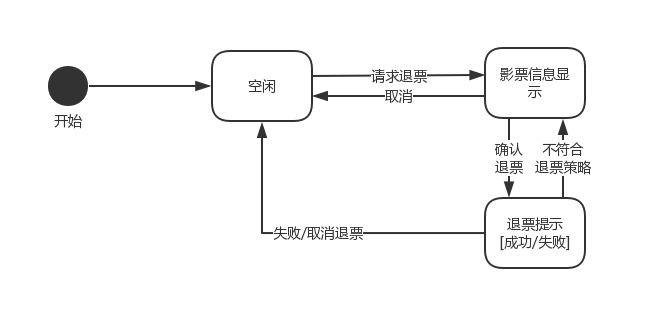 开始
空闲
请求退票
取消
影票信息显
示
确认
退票
不符合
退票策略
失败/取消退票
退票提示
[成功/失败]